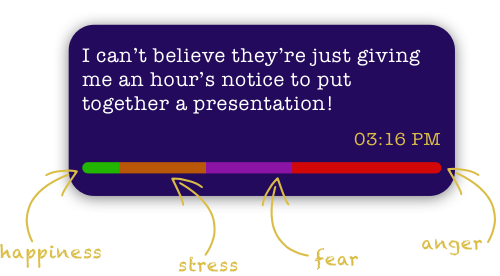 I can’t believe they’re just giving
me an hour’s notice to put
together a presentation!
03:16 PM
happiness
stress
fear
anger